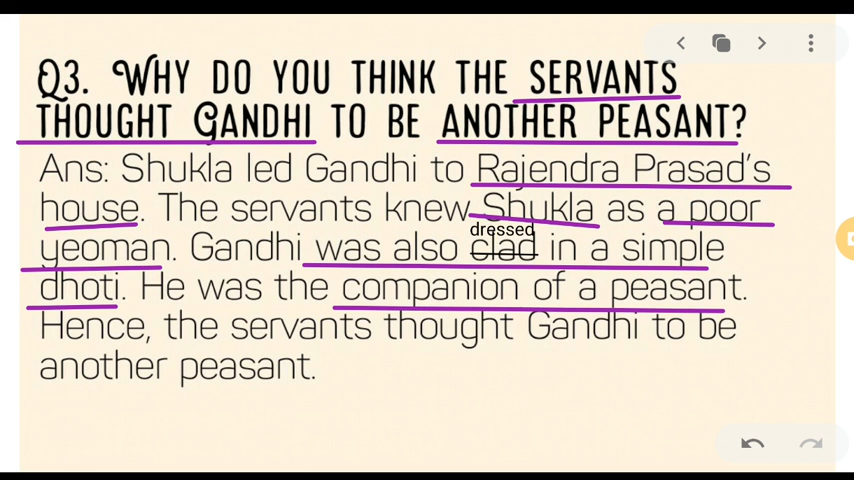 Q3. WHY DO YOU THINK THE SERVANTS
THOUGHT GANDHI TO BE ANOTHER PEASANT?
Ans: Shukla led Gandhi to Rajendra Prasad's
house. The servants knew Shukla as a poor
dressed
yeoman. Gandhi was also clad in a simple
dhoti. He was the companion of a peasant.
Hence, the servants thought Gandhi to be
another peasant.